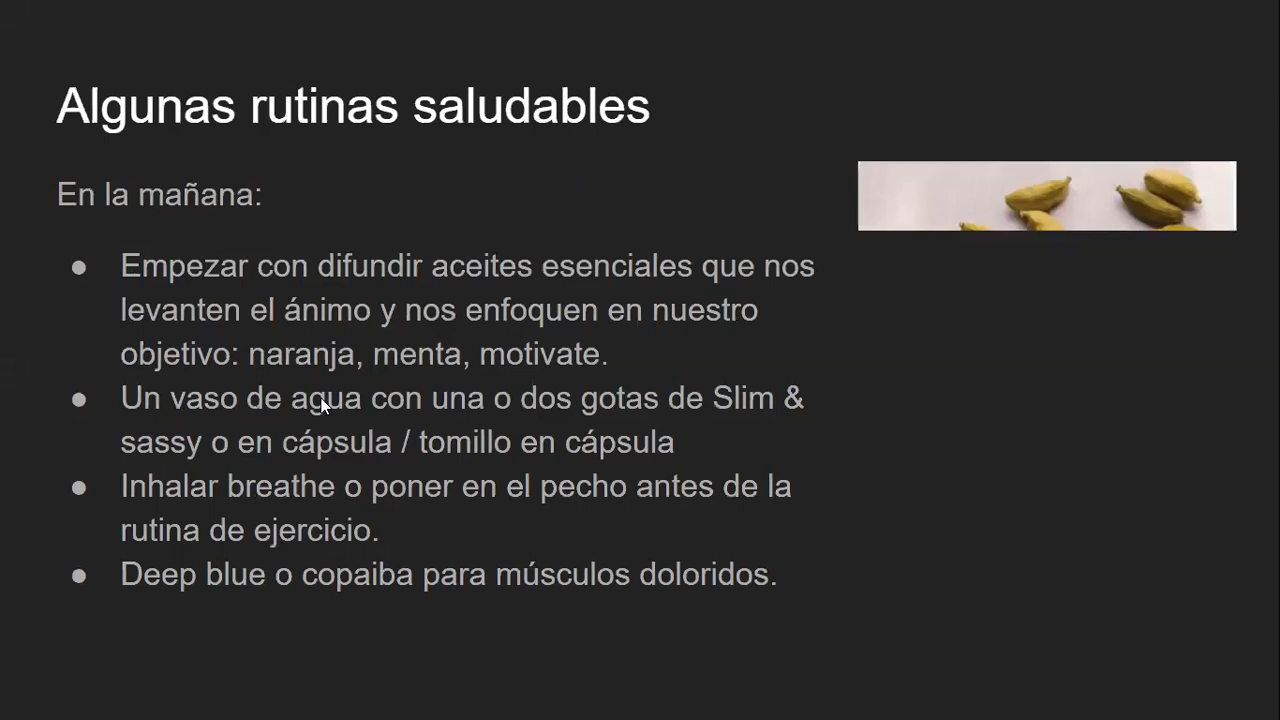 Algunas rutinas saludables
En la mañana:
● Empezar con difundir aceites esenciales que nos
levanten el ánimo y nos enfoquen en nuestro
objetivo: naranja, menta, motivate.
● Un vaso de agua con una o dos gotas de Slim &
sassy o en cápsula / tomillo en cápsula
● Inhalar breathe o poner en el pecho antes de la
rutina de ejercicio.
● Deep blue o copaiba para músculos doloridos.